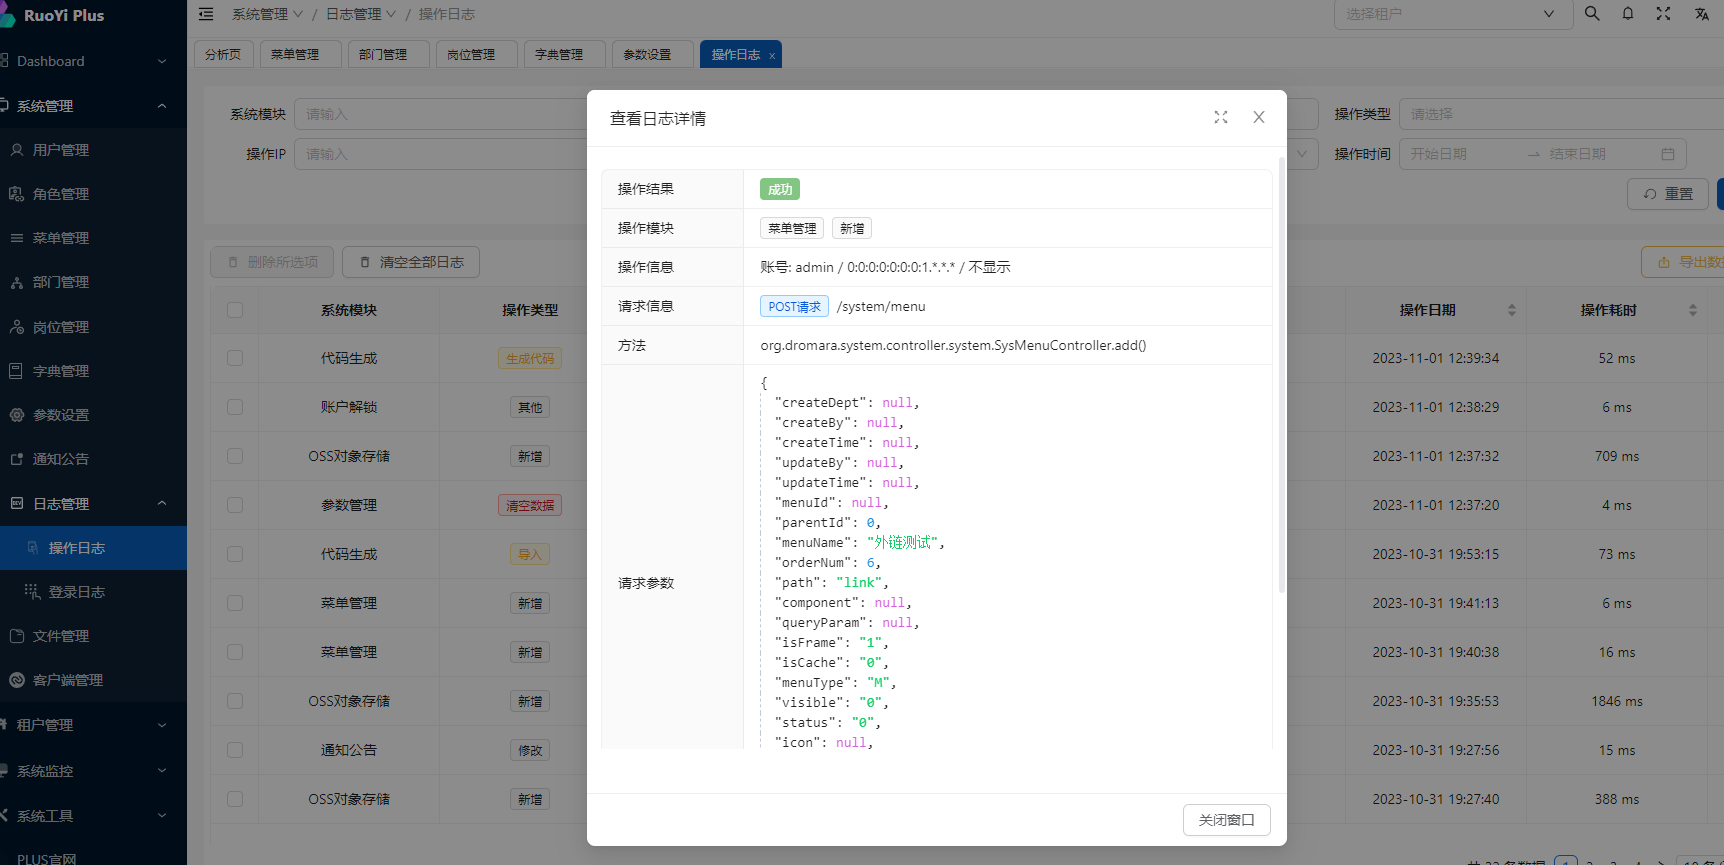 RuoYi Plus
系统管理 / 日志管理 / 操作日志
选择租户
Dashboard
系统管理
用户管理
角色管理
菜单管理
部门管理
岗位管理
字典管理
参数设置
通知公告
日志管理
操作日志
登录日志
文件管理
客户端管理
租户管理
系统监控
系统工具
PLUS官网
分析页 菜单管理 部门管理 岗位管理 字典管理 参数设置 操作日志 ×
系统模块 请输入
操作类型 请选择
操作IP 请输入
操作时间 开始日期 → 结束日期
重置
删除所选项 清空全部日志
系统模块 操作类型 操作日期 操作耗时
代码生成 生成代码 2023-11-01 12:39:34 52 ms
账户解锁 其他 2023-11-01 12:38:29 6 ms
OSS对象存储 新增 2023-11-01 12:37:32 709 ms
参数管理 清空数据 2023-11-01 12:37:20 4 ms
代码生成 导入 2023-10-31 19:53:15 73 ms
菜单管理 新增 2023-10-31 19:41:13 6 ms
菜单管理 新增 2023-10-31 19:40:38 16 ms
OSS对象存储 新增 2023-10-31 19:35:53 1846 ms
通知公告 修改 2023-10-31 19:27:56 15 ms
OSS对象存储 新增 2023-10-31 19:27:40 388 ms
查看日志详情
操作结果 成功
操作模块 菜单管理 新增
操作信息 账号: admin / 0:0:0:0:0:0:0:1.*.*.* / 不显示
请求信息 POST请求 /system/menu
方法 org.dromara.system.controller.system.SysMenuController.add()
请求参数
{
"createDept": null,
"createBy": null,
"createTime": null,
"updateBy": null,
"updateTime": null,
"menuId": null,
"parentId": 0,
"menuName": "外链测试",
"orderNum": 6,
"path": "link",
"component": null,
"queryParam": null,
"isFrame": "1",
"isCache": "0",
"menuType": "M",
"visible": "0",
"status": "0",
"icon": null,
关闭窗口